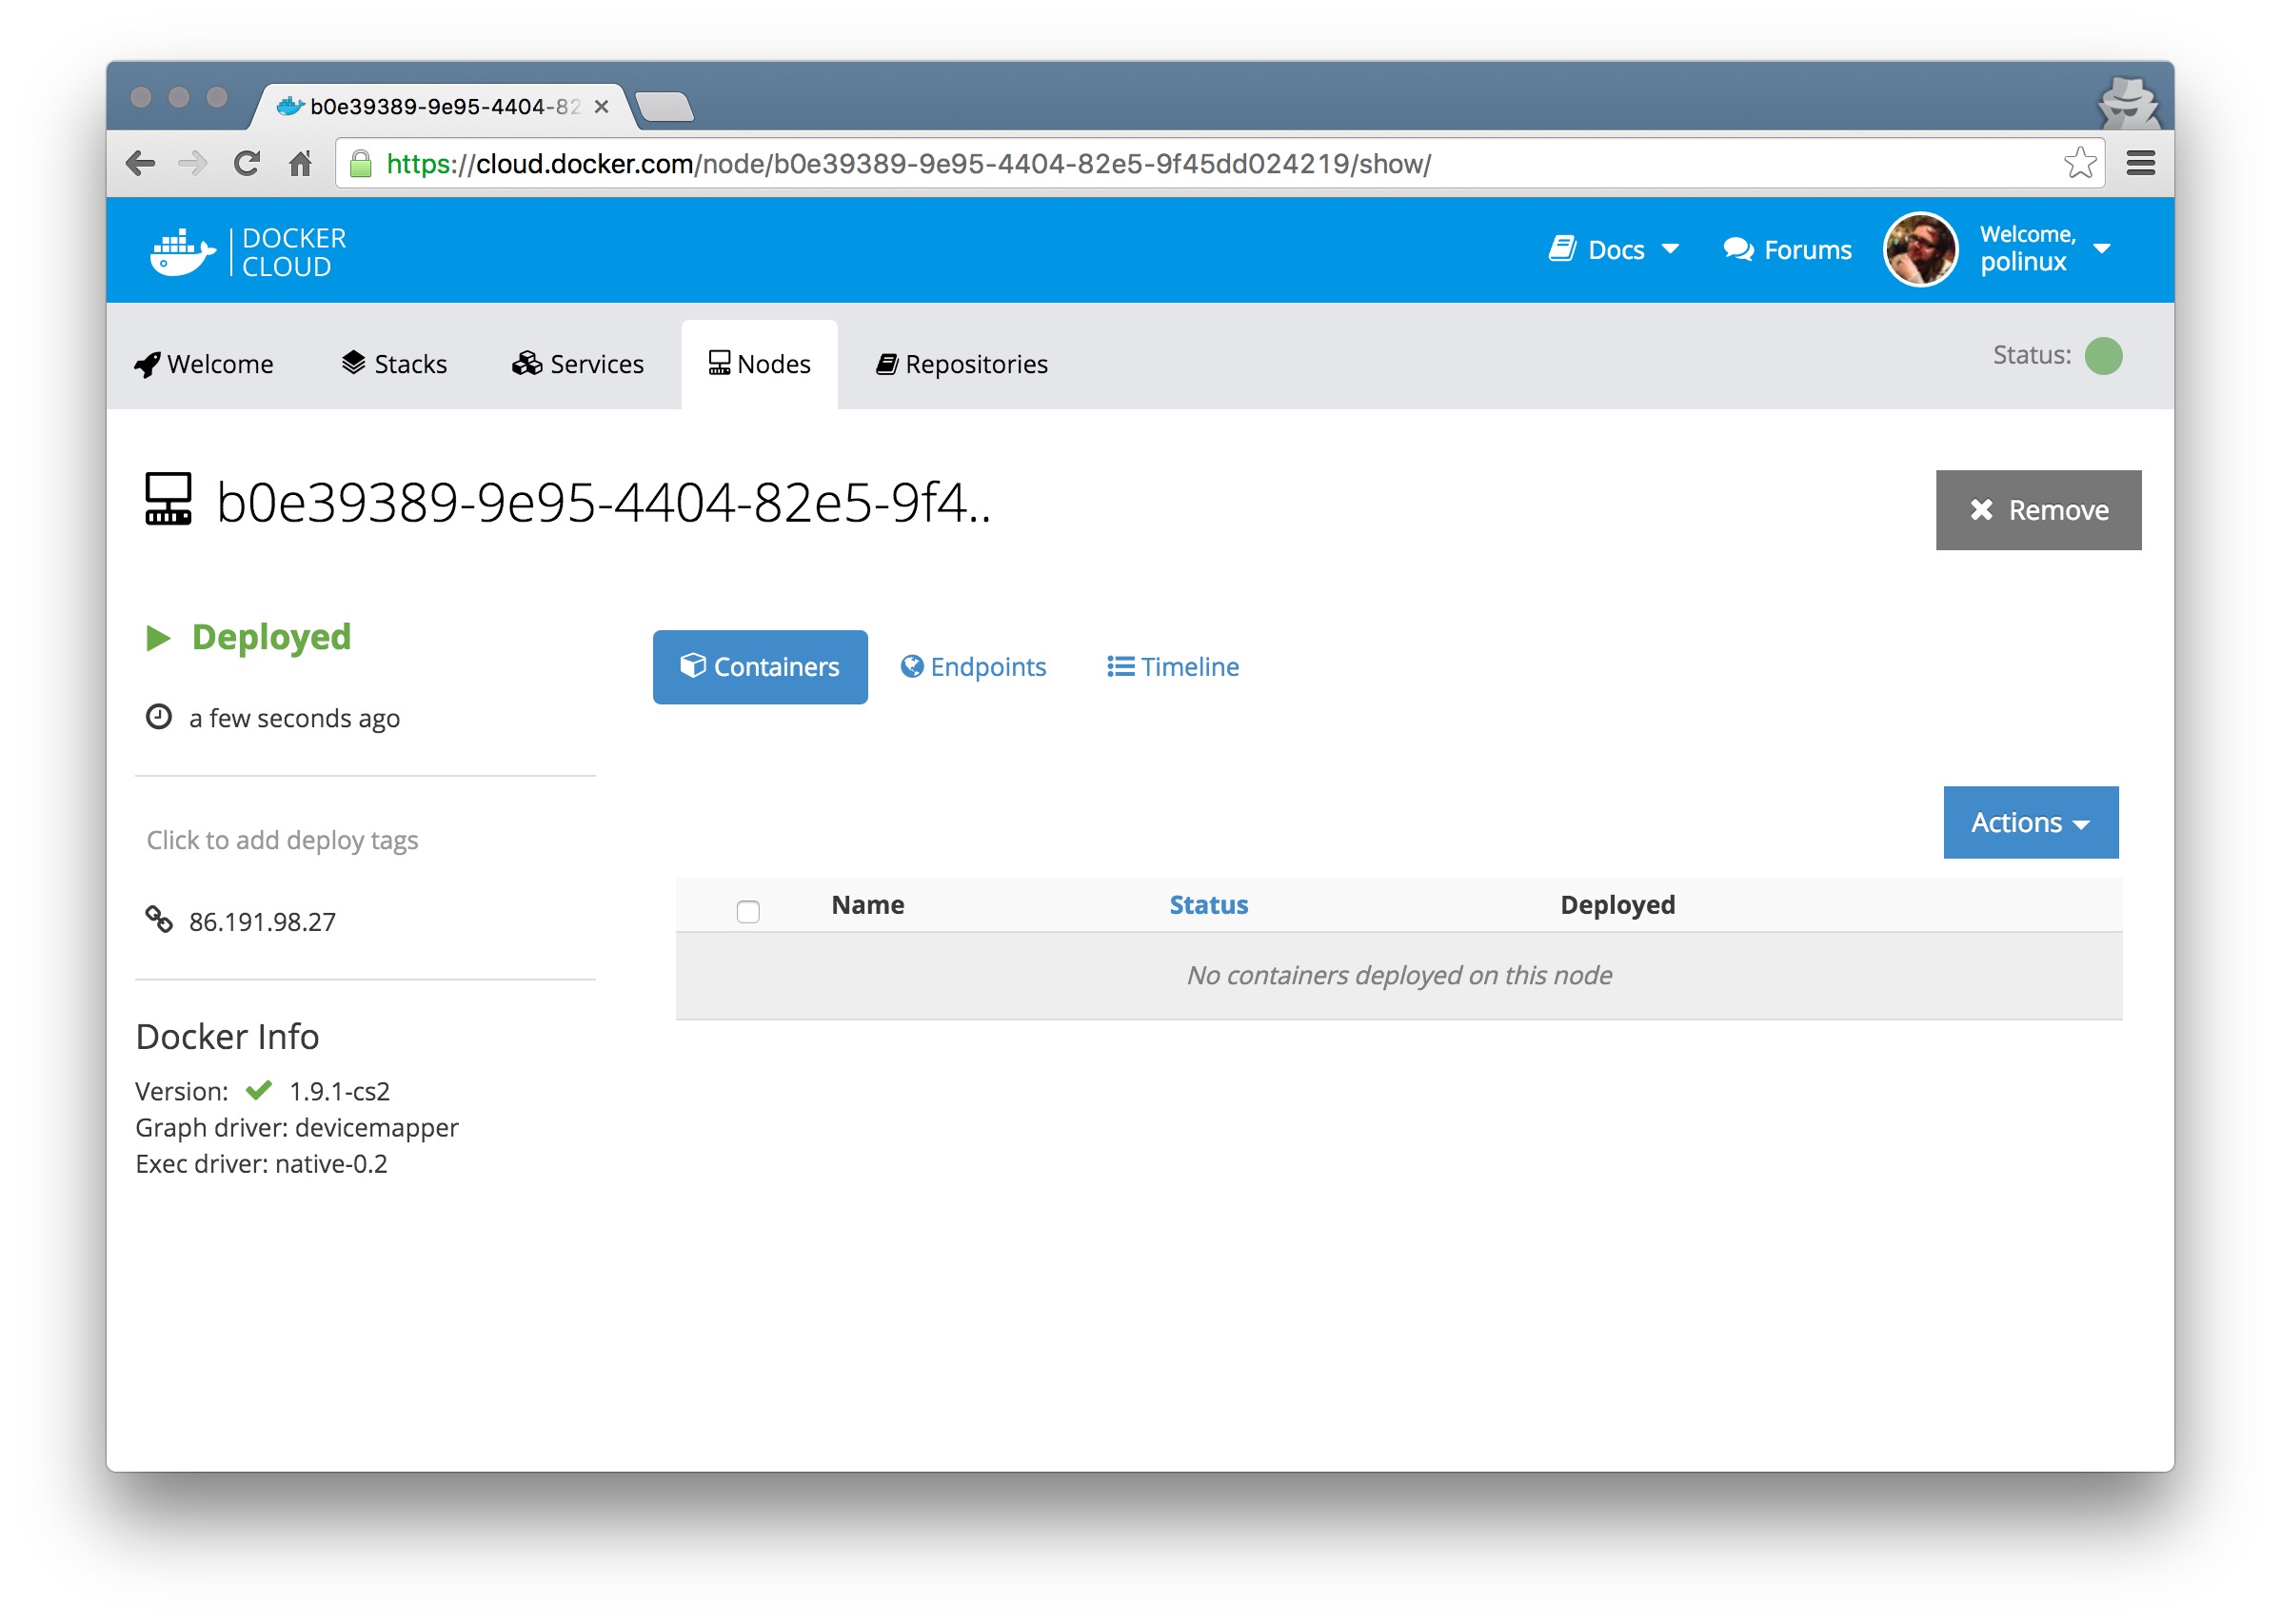 b0e39389-9e95-4404-82
https://cloud.docker.com/node/b0e39389-9e95-4404-82e5-9f45dd024219/show/
DOCKER
CLOUD
Docs
Forums
Welcome,
polinux
Welcome
Stacks
Services
Nodes
Repositories
Status:
b0e39389-9e95-4404-82e5-9f4..
Remove
Deployed
a few seconds ago
Containers
Endpoints
Timeline
Click to add deploy tags
86.191.98.27
Actions
Name Status Deployed
No containers deployed on this node
Docker Info
Version: 1.9.1-cs2
Graph driver: devicemapper
Exec driver: native-0.2